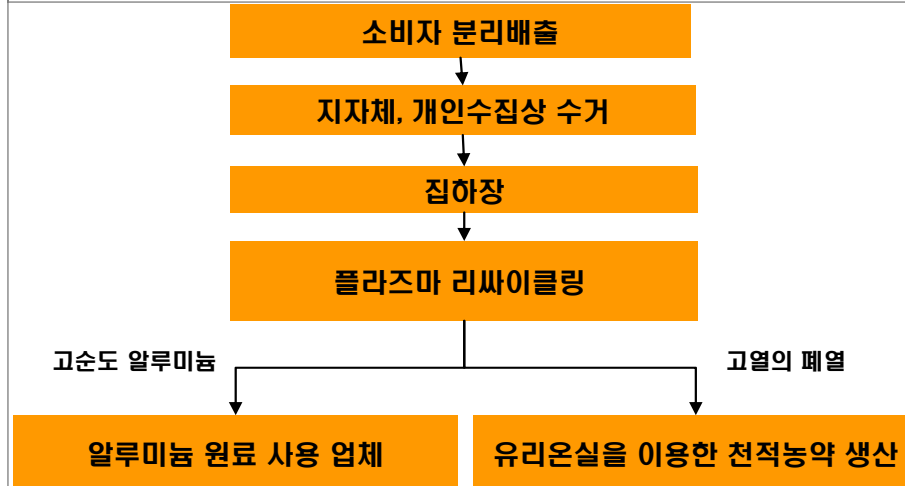 소비자 분리배출
지자체, 개인수집상 수거
집하장
플라즈마 리싸이클링
고순도 알루미늄
고열의 폐열
알루미늄 원료 사용 업체
유리온실을 이용한 천적농약 생산